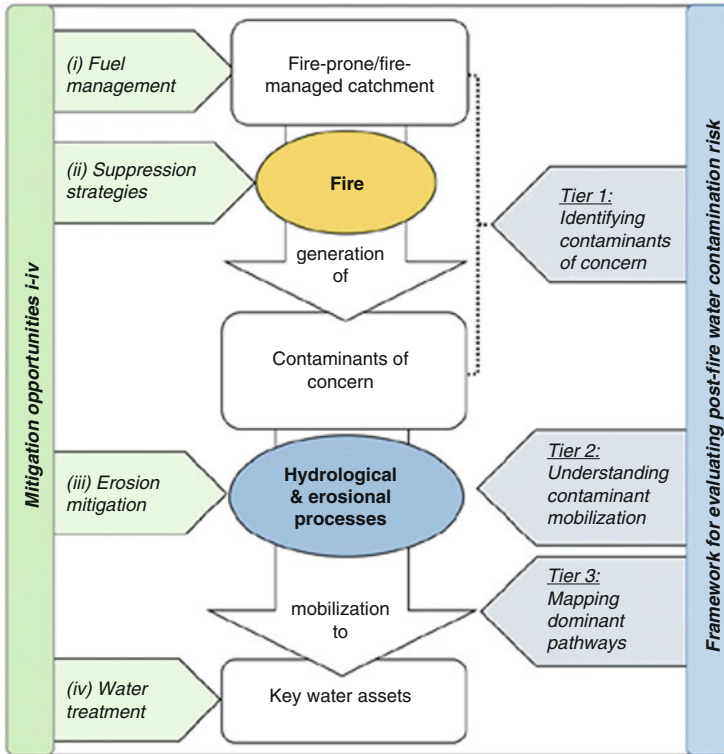 Mitigation opportunities i-iv
(i) Fuel
management
(ii) Suppression
strategies
(iii) Erosion
mitigation
(iv) Water
treatment
Fire-prone/fire-
managed catchment
Fire
generation
of
Contaminants of
concern
Hydrological
& erosional
processes
mobilization
to
Key water assets
Tier 1:
Identifying
contaminants
of concern
Tier 2:
Understanding
contaminant
mobilization
Tier 3:
Mapping
dominant
pathways
Framework for evaluating post-fire water contamination risk